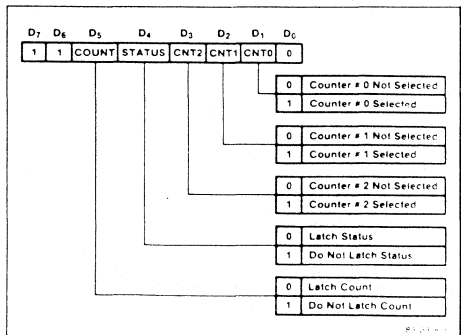 D7 D6 D5 D4 D3 D2 D1 D0
1 1 COUNT STATUS CNT2 CNT1 CNT0 0
0 Counter # 0 Not Selected
1 Counter # 0 Selected
0 Counter # 1 Not Selected
1 Counter # 1 Selected
0 Counter # 2 Not Selected
1 Counter # 2 Selected
0 Latch Status
1 Do Not Latch Status
0 Latch Count
1 Do Not Latch Count